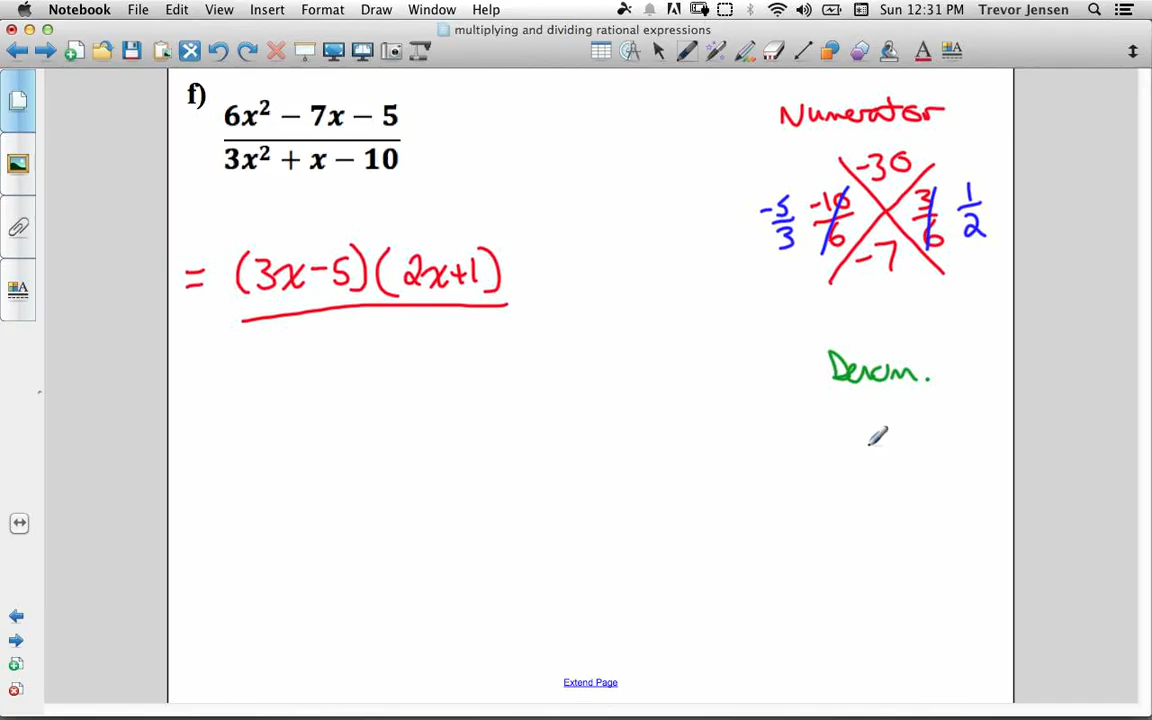 Notebook File Edit View Insert Format Draw Window Help Sun 12:31 PM Trevor Jensen
multiplying and dividing rational expressions
f)
6x² − 7x − 5
3x² + x − 10
= (3x-5)(2x+1)
Numerator
-30
-5/3 -10/6 3/6 1/2
-7
Denom.
Extend Page